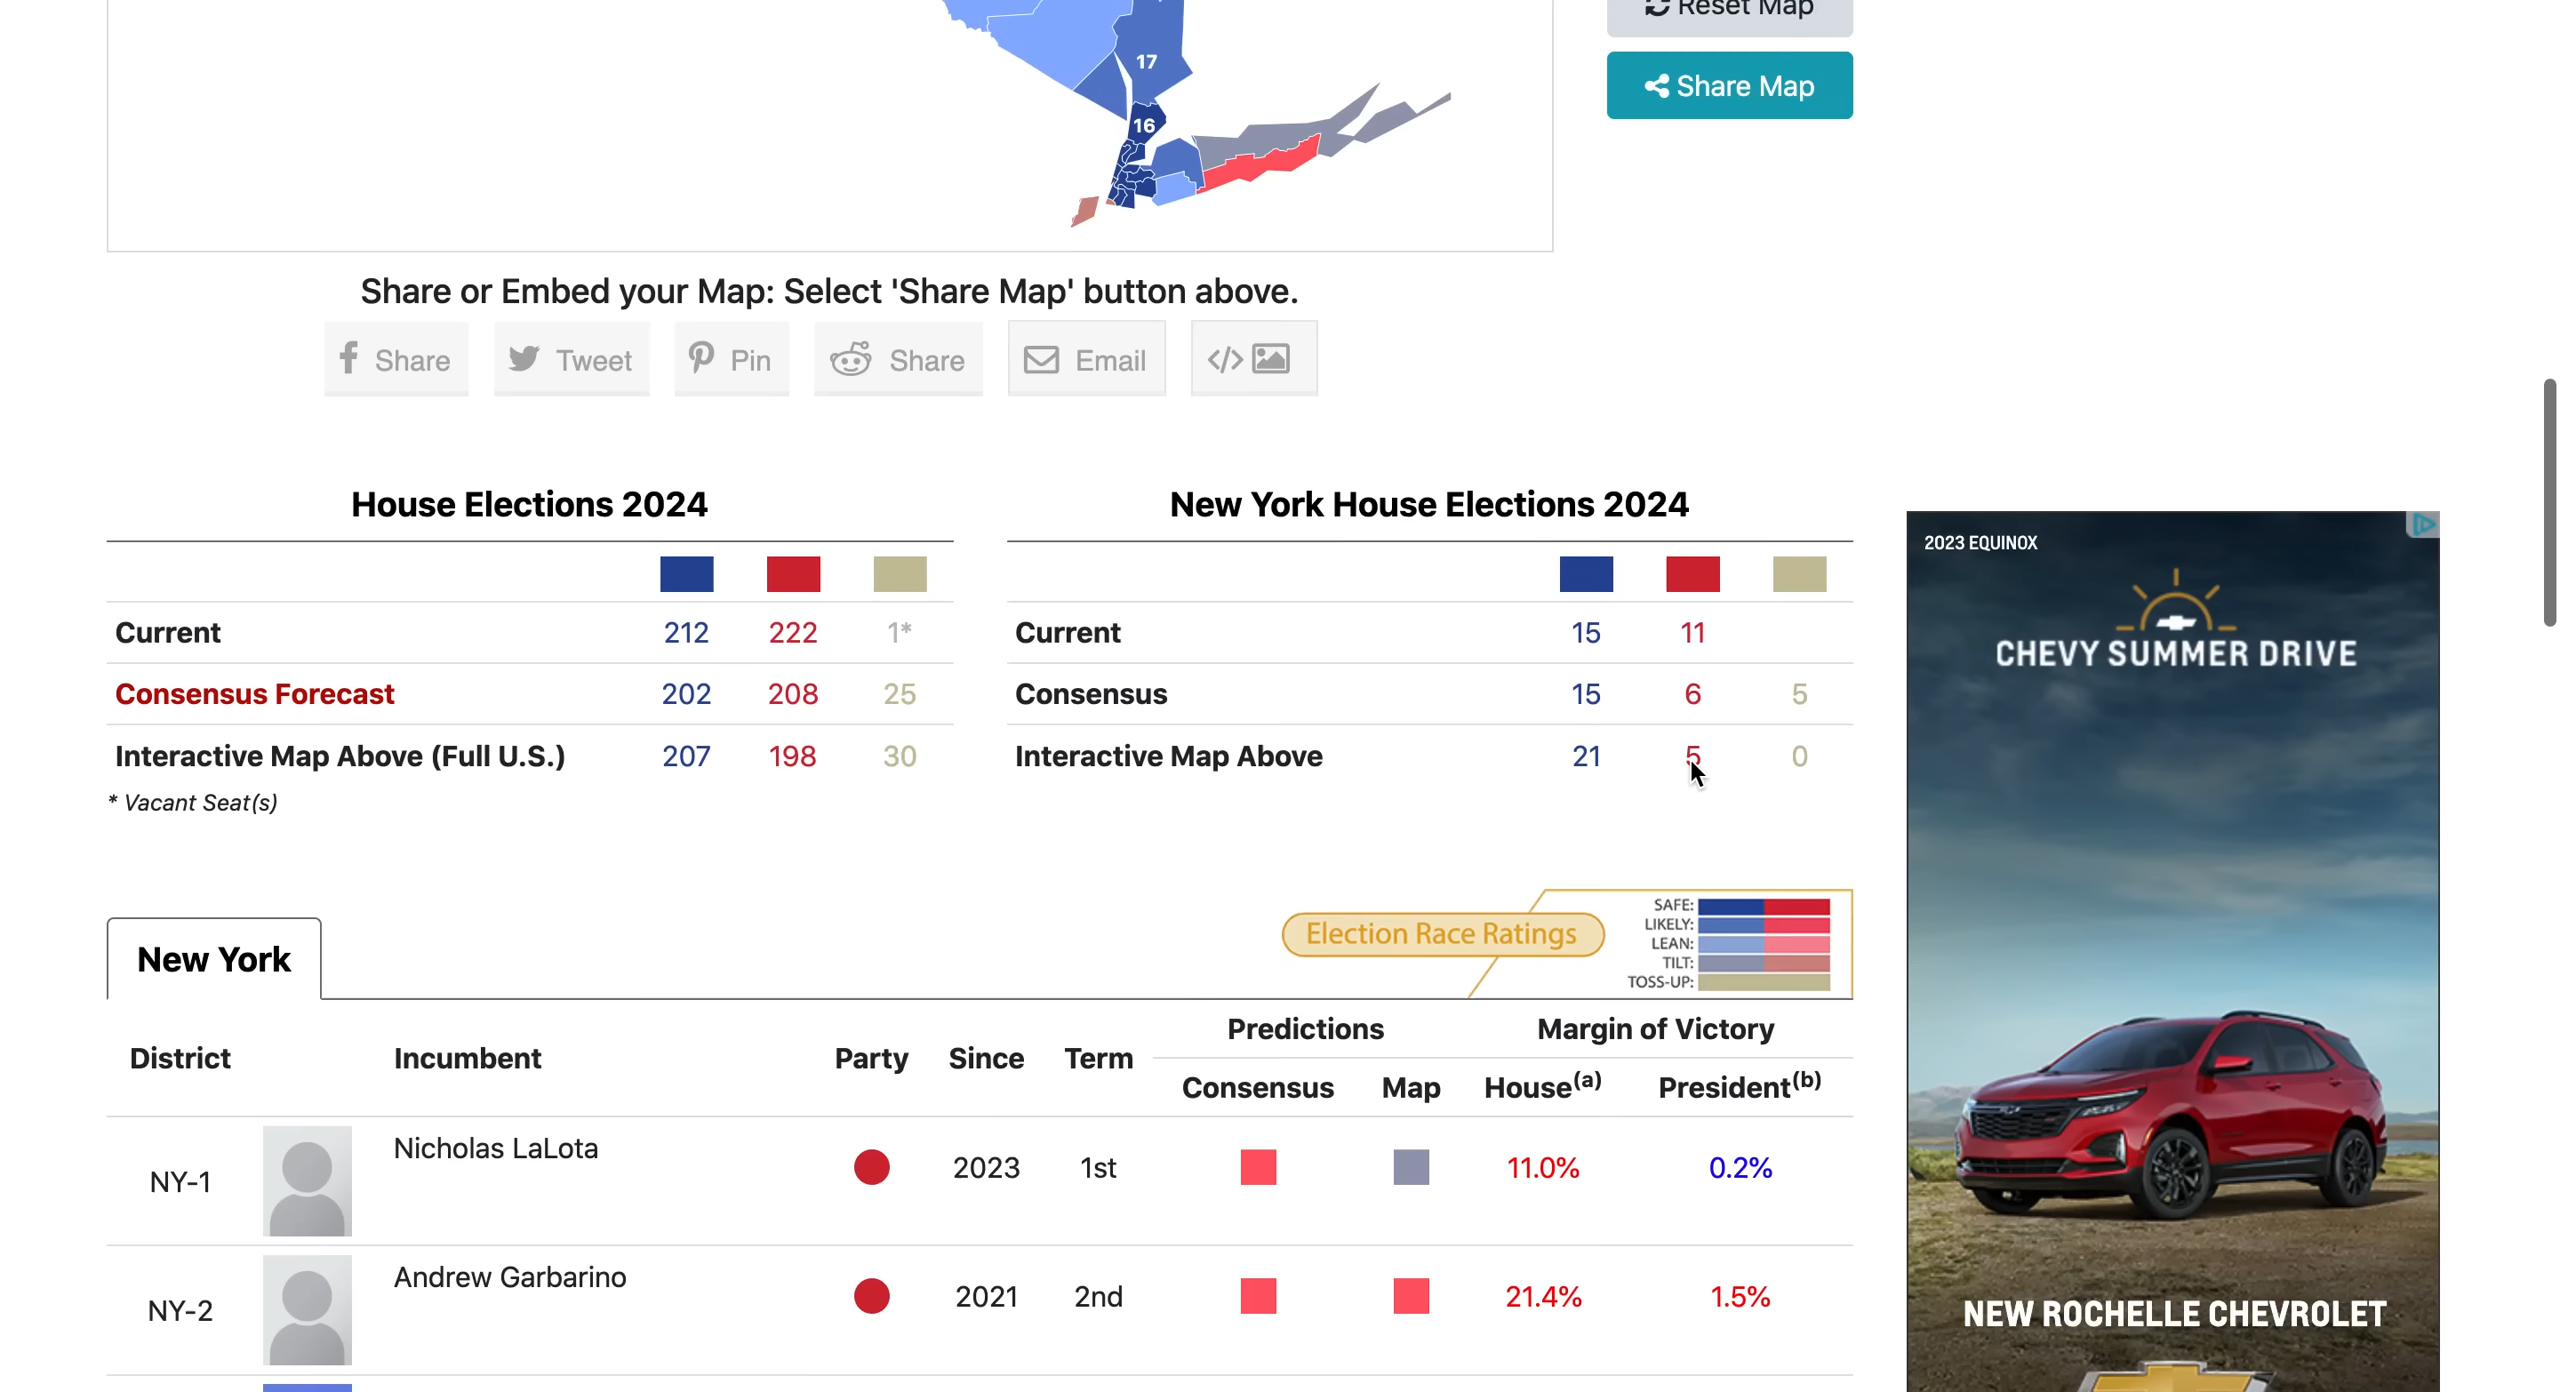 Reset Map
Share Map
17
16
Share or Embed your Map: Select 'Share Map' button above.
Share Tweet Pin Share Email </>
House Elections 2024
Current 212 222 1*
Consensus Forecast 202 208 25
Interactive Map Above (Full U.S.) 207 198 30
* Vacant Seat(s)
New York House Elections 2024
Current 15 11
Consensus 15 6 5
Interactive Map Above 21 5 0
2023 EQUINOX
CHEVY SUMMER DRIVE
NEW ROCHELLE CHEVROLET
Election Race Ratings
SAFE:
LIKELY:
LEAN:
TILT:
TOSS-UP:
New York
Predictions Margin of Victory
District Incumbent Party Since Term Consensus Map House(a) President(b)
NY-1 Nicholas LaLota 2023 1st 11.0% 0.2%
NY-2 Andrew Garbarino 2021 2nd 21.4% 1.5%